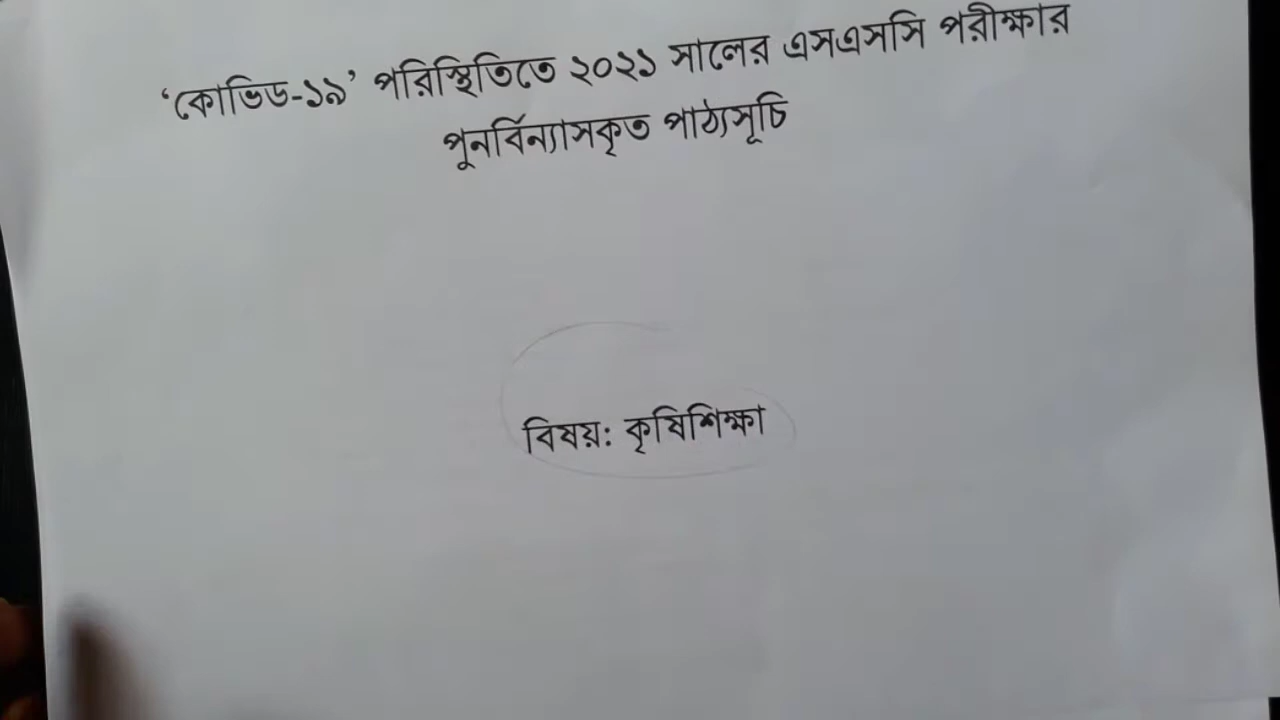 ‘কোভিড-১৯’ পরিস্থিতিতে ২০২১ সালের এসএসসি পরীক্ষার
পুনর্বিন্যাসকৃত পাঠ্যসূচি
বিষয়: কৃষিশিক্ষা